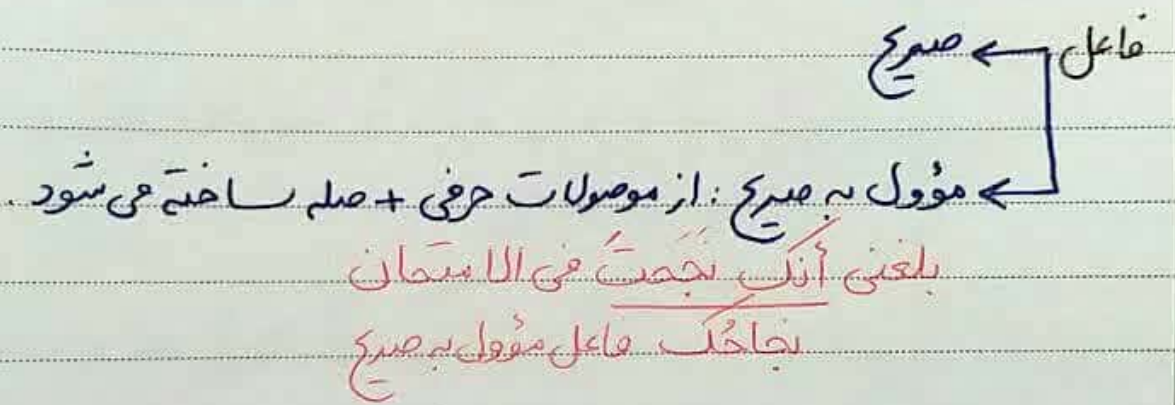 فاعل ← صریح
← مؤول به صریح : از موصولات حرفی + صله ساخته می شود .
بلغنی أنک نَجَحتَ فی الامتحان
نجاحُک فاعل مؤول به صریح